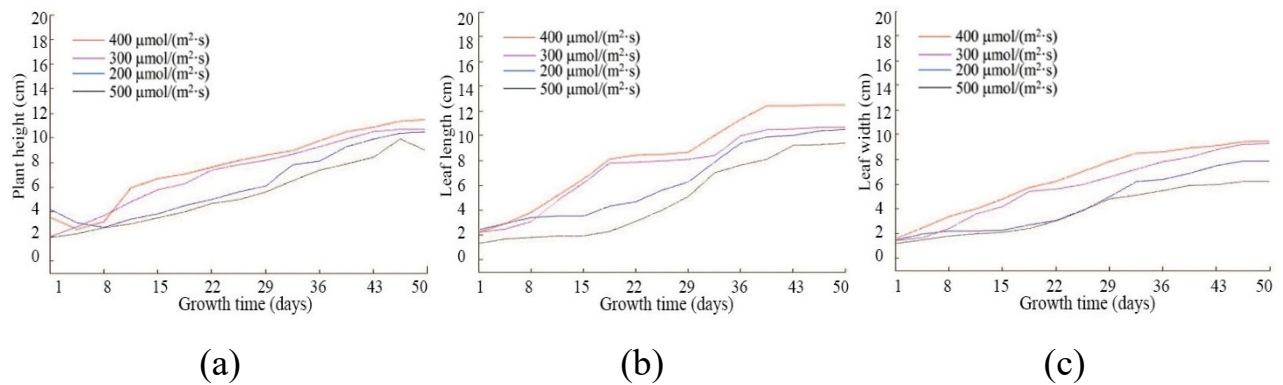 20
18
16
14
12
10
8
6
4
2
0
Plant height (cm)
400 μmol/(m²·s)
300 μmol/(m²·s)
200 μmol/(m²·s)
500 μmol/(m²·s)
1 8 15 22 29 36 43 50
Growth time (days)
(a)
20
18
16
14
12
10
8
6
4
2
0
Leaf length (cm)
400 μmol/(m²·s)
300 μmol/(m²·s)
200 μmol/(m²·s)
500 μmol/(m²·s)
1 8 15 22 29 36 43 50
Growth time (days)
(b)
20
18
16
14
12
10
8
6
4
2
0
Leaf width (cm)
400 μmol/(m²·s)
300 μmol/(m²·s)
200 μmol/(m²·s)
500 μmol/(m²·s)
1 8 15 22 29 36 43 50
Growth time (days)
(c)